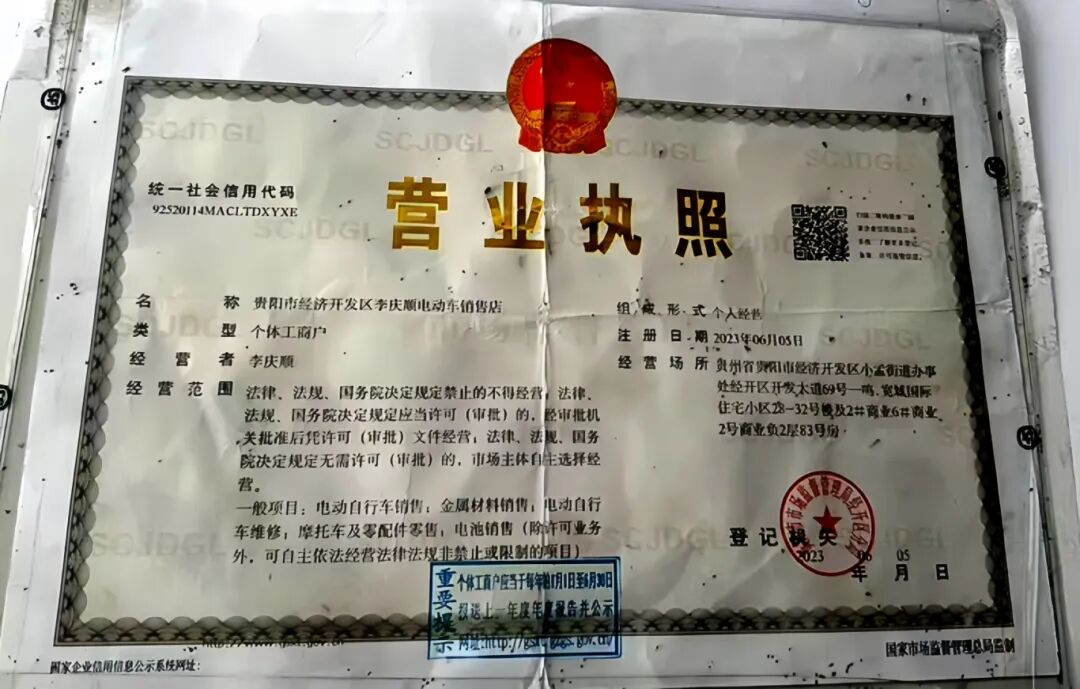 SCJDGL SCJDGL SCJDGL SCJDGL
统一社会信用代码
92520114MACLTDXYXE
营业执照
名称 贵阳市经济开发区李庆顺电动车销售店
类型 个体工商户
经营者 李庆顺
经营范围 法律、法规、国务院决定规定禁止的不得经营；法律、
法规、国务院决定规定应当许可（审批）的，经审批机
关批准后凭许可（审批）文件经营；法律、法规、国务
院决定规定无需许可（审批）的，市场主体自主选择经
营。
一般项目：电动自行车销售；金属材料销售；电动自行
车维修；摩托车及零配件零售；电池销售（除许可业务
外，可自主依法经营法律法规非禁止或限制的项目）
组成形式 个人经营
注册日期 2023年06月05日
经营场所 贵州省贵阳市经济开发区小孟街道办事
处经开区开发大道69号一鸣.宽城国际
住宅小区28-32号楼及2#商业6#商业
2号商业负2层83号房
登记机关
2023年06月05日
重要提示
个体工商户应当于每年的1月1日至6月30日
报送上一年度年度报告并公示
国家企业信用信息公示系统网址：
国家市场监督管理总局监制